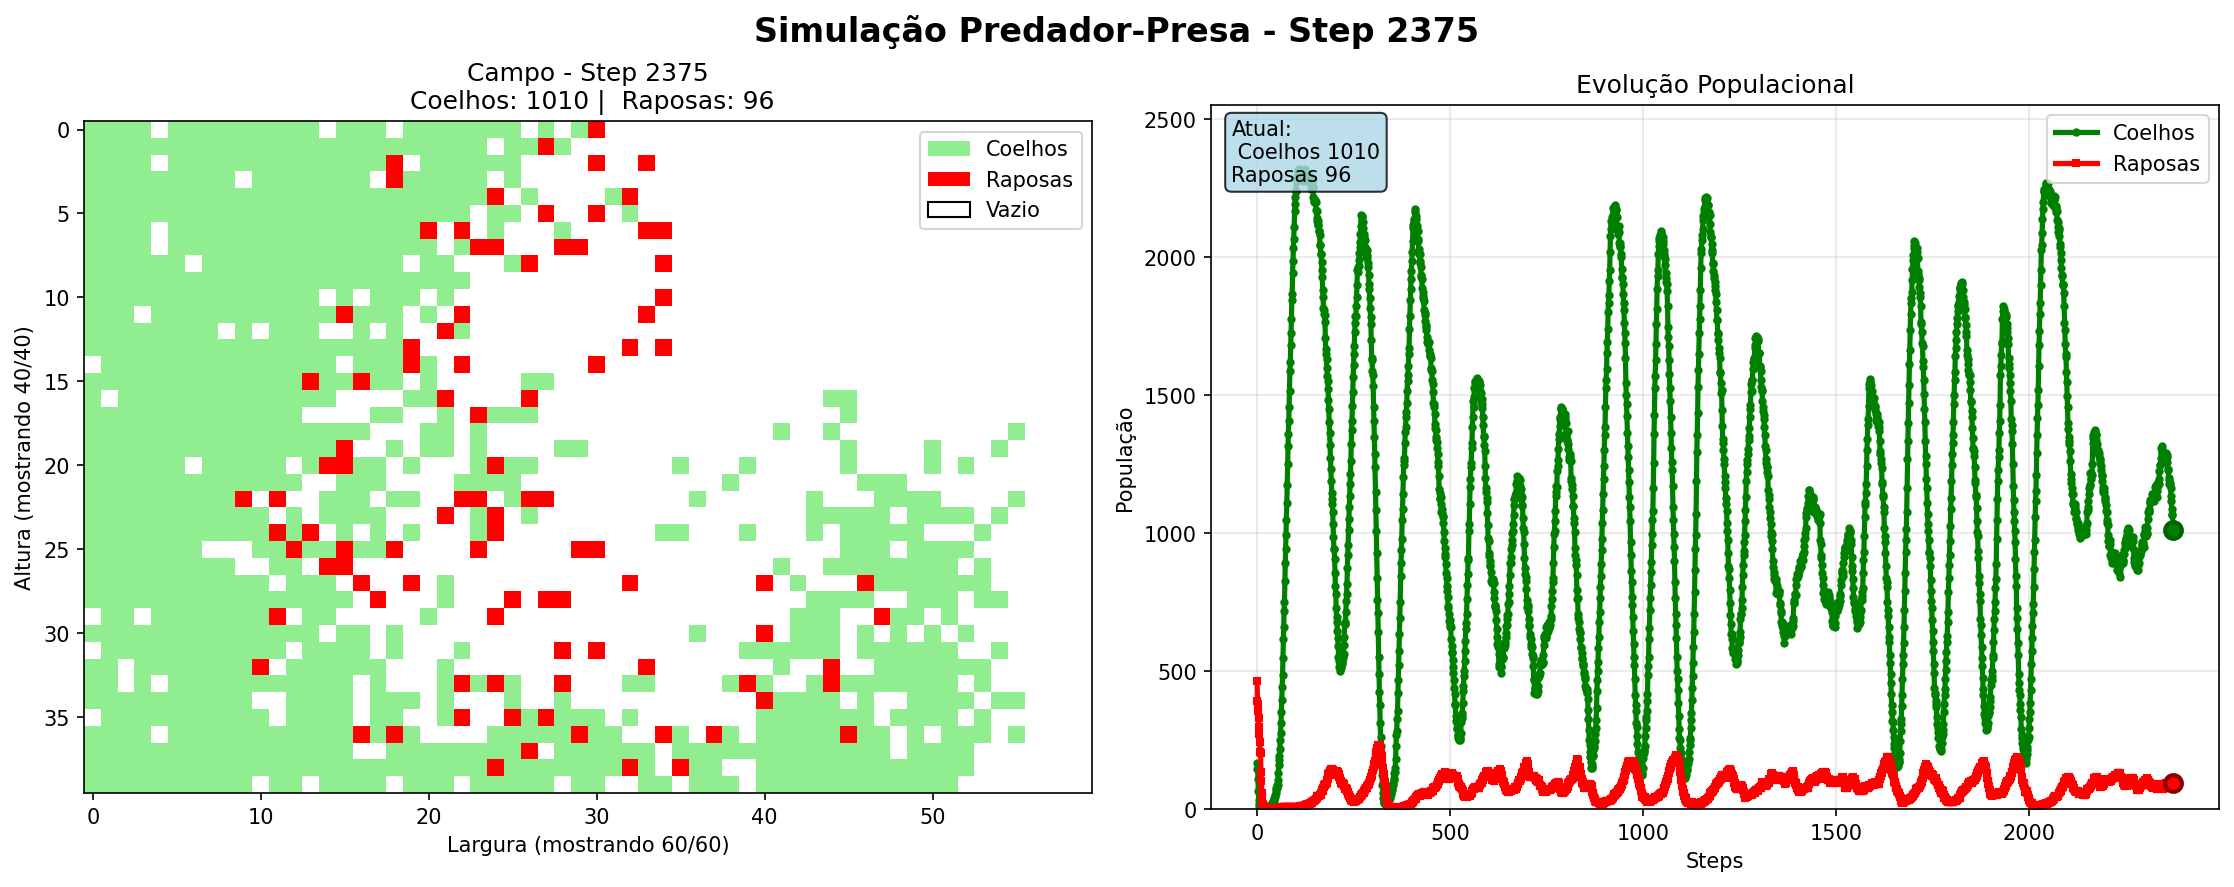 Simulação Predador-Presa - Step 2375
Campo - Step 2375
Coelhos: 1010 |  Raposas: 96
Coelhos
Raposas
Vazio
0
5
10
15
20
25
30
35
Altura (mostrando 40/40)
0
10
20
30
40
50
Largura (mostrando 60/60)
Evolução Populacional
Atual:
Coelhos 1010
Raposas 96
Coelhos
Raposas
2500
2000
1500
1000
500
0
População
0
500
1000
1500
2000
Steps